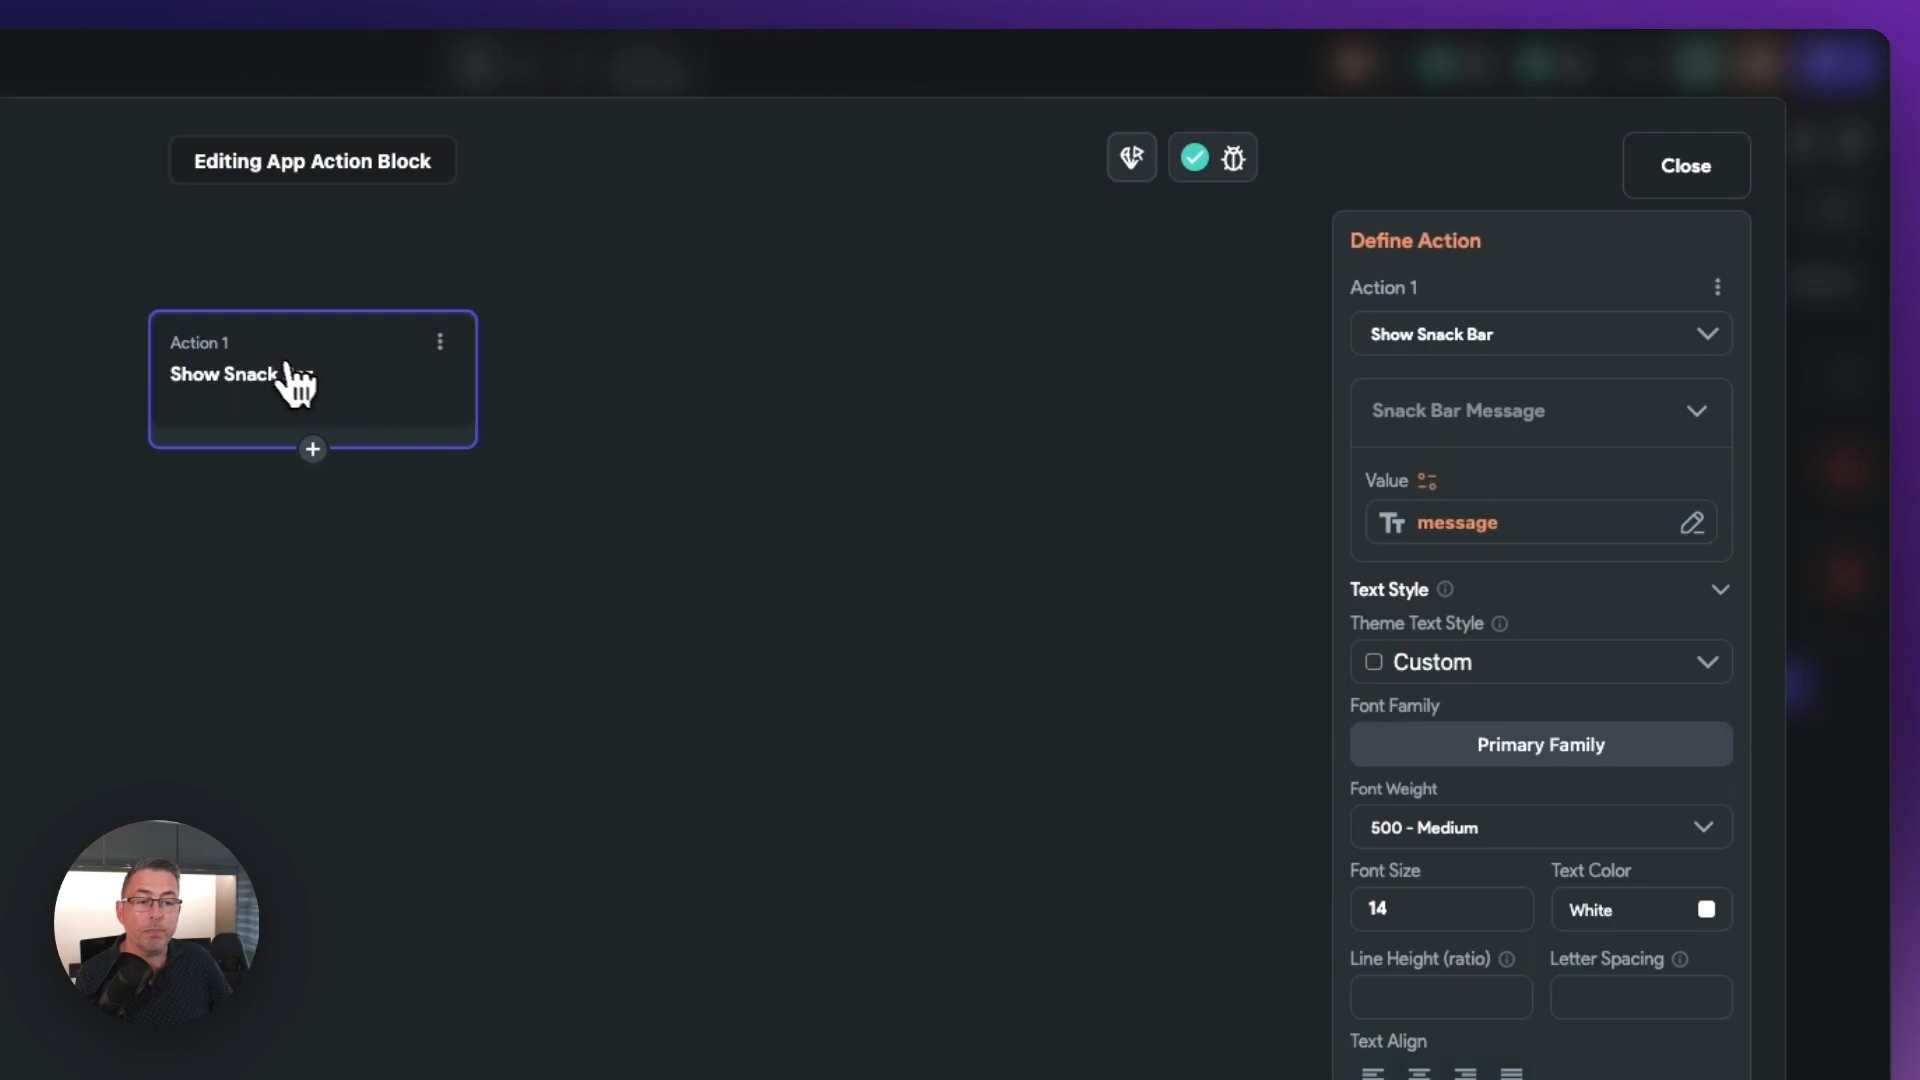 Editing App Action Block
Close
Action 1
Show Snack
Define Action
Action 1
Show Snack Bar
Snack Bar Message
Value
Tт message
Text Style
Theme Text Style
Custom
Font Family
Primary Family
Font Weight
500 - Medium
Font Size
Text Color
14
White
Line Height (ratio)
Letter Spacing
Text Align